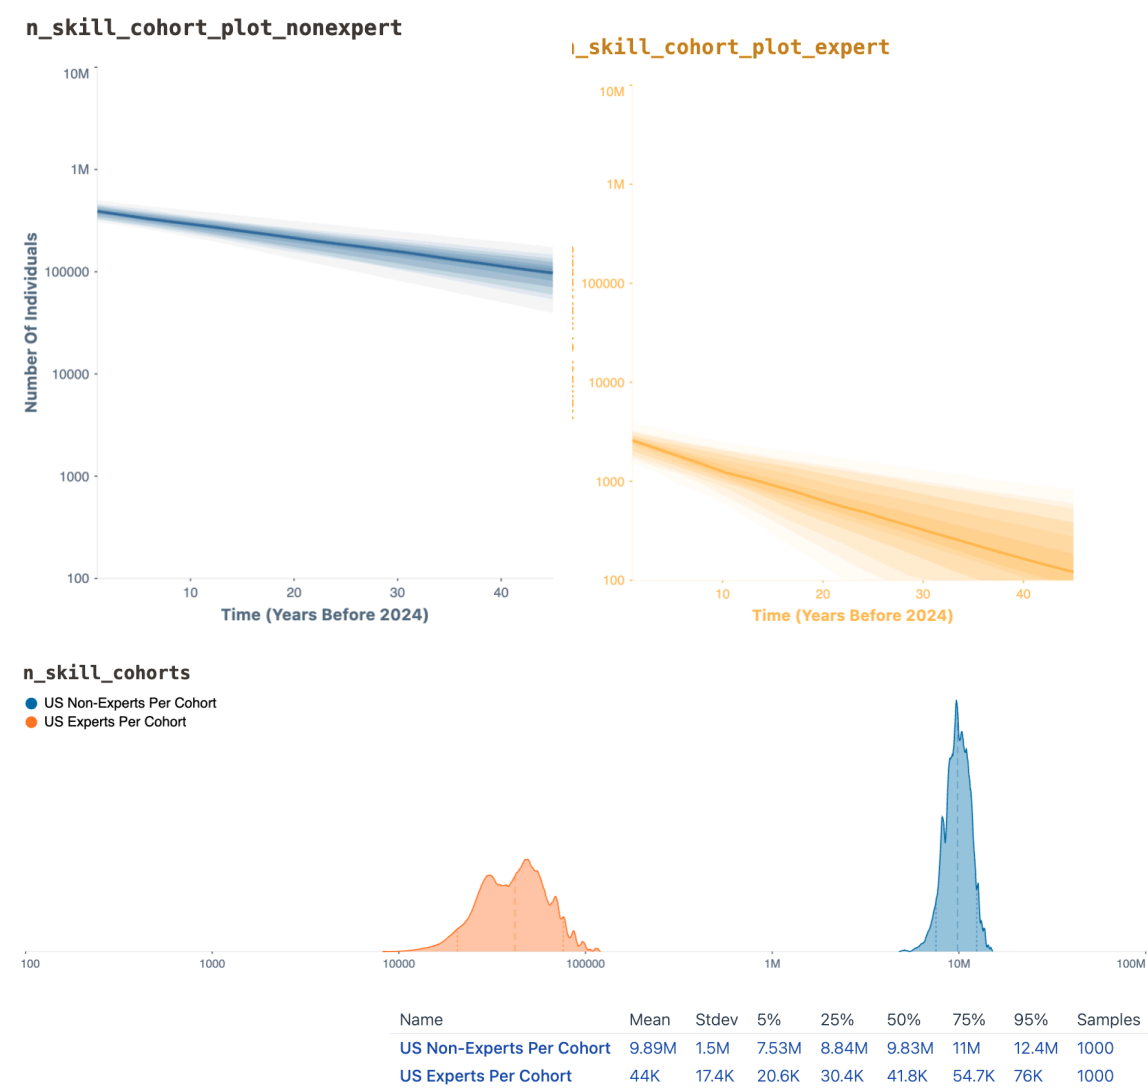 n_skill_cohort_plot_nonexpert
_skill_cohort_plot_expert
10M
1M
100000
10000
1000
100
Number Of Individuals
10
20
30
40
Time (Years Before 2024)
10M
1M
100000
10000
1000
100
10
20
30
40
Time (Years Before 2024)
n_skill_cohorts
US Non-Experts Per Cohort
US Experts Per Cohort
100 1000 10000 100000 1M 10M 100M
Name Mean Stdev 5% 25% 50% 75% 95% Samples
US Non-Experts Per Cohort 9.89M 1.5M 7.53M 8.84M 9.83M 11M 12.4M 1000
US Experts Per Cohort 44K 17.4K 20.6K 30.4K 41.8K 54.7K 76K 1000